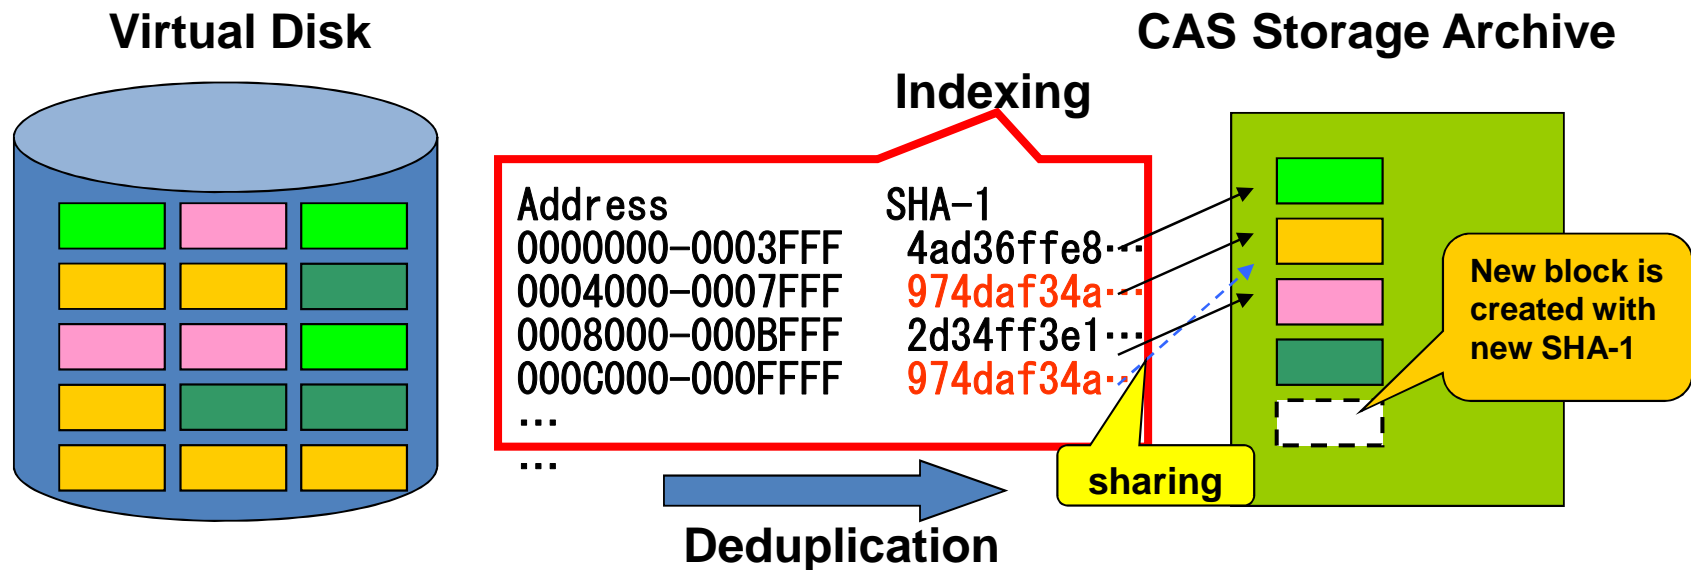 Virtual Disk
CAS Storage Archive
Indexing
Address SHA-1
0000000-0003FFF 4ad36ffe8…
0004000-0007FFF 974daf34a…
0008000-000BFFF 2d34ff3e1…
000C000-000FFFF 974daf34a…
…
…
New block is
created with
new SHA-1
sharing
Deduplication